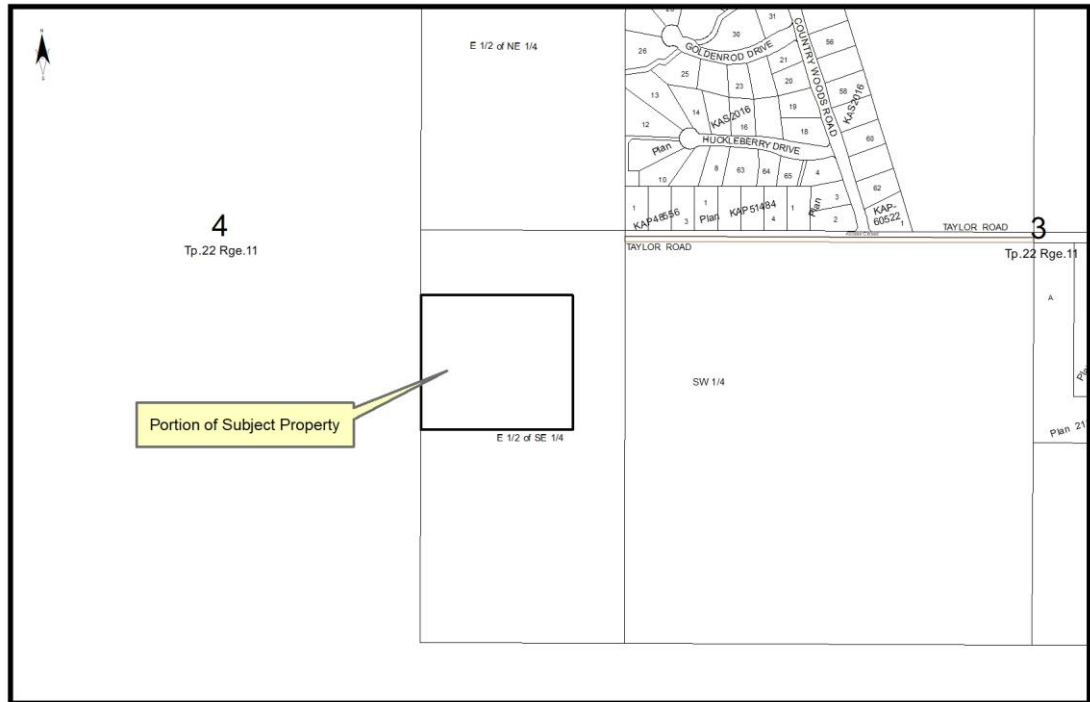 N
S
E 1/2 of NE 1/4
31
30
56
GOLDENROD DRIVE
COUNTRY WOODS ROAD
26
21
25
20
23
58
KAS2016
13
19
14
KAS2016
16
12
18
60
HUCKLEBERRY DRIVE
Plan
8
63
64
65
4
10
62
1
KAP48556
3
1
Plan
KAP51484
4
1
Plan
3
2
KAP-
60522
1
4
Tp.22 Rge.11
TAYLOR ROAD
3
TAYLOR ROAD
Tp.22 Rge.11
A
SW 1/4
Portion of Subject Property
E 1/2 of SE 1/4
Plan 21